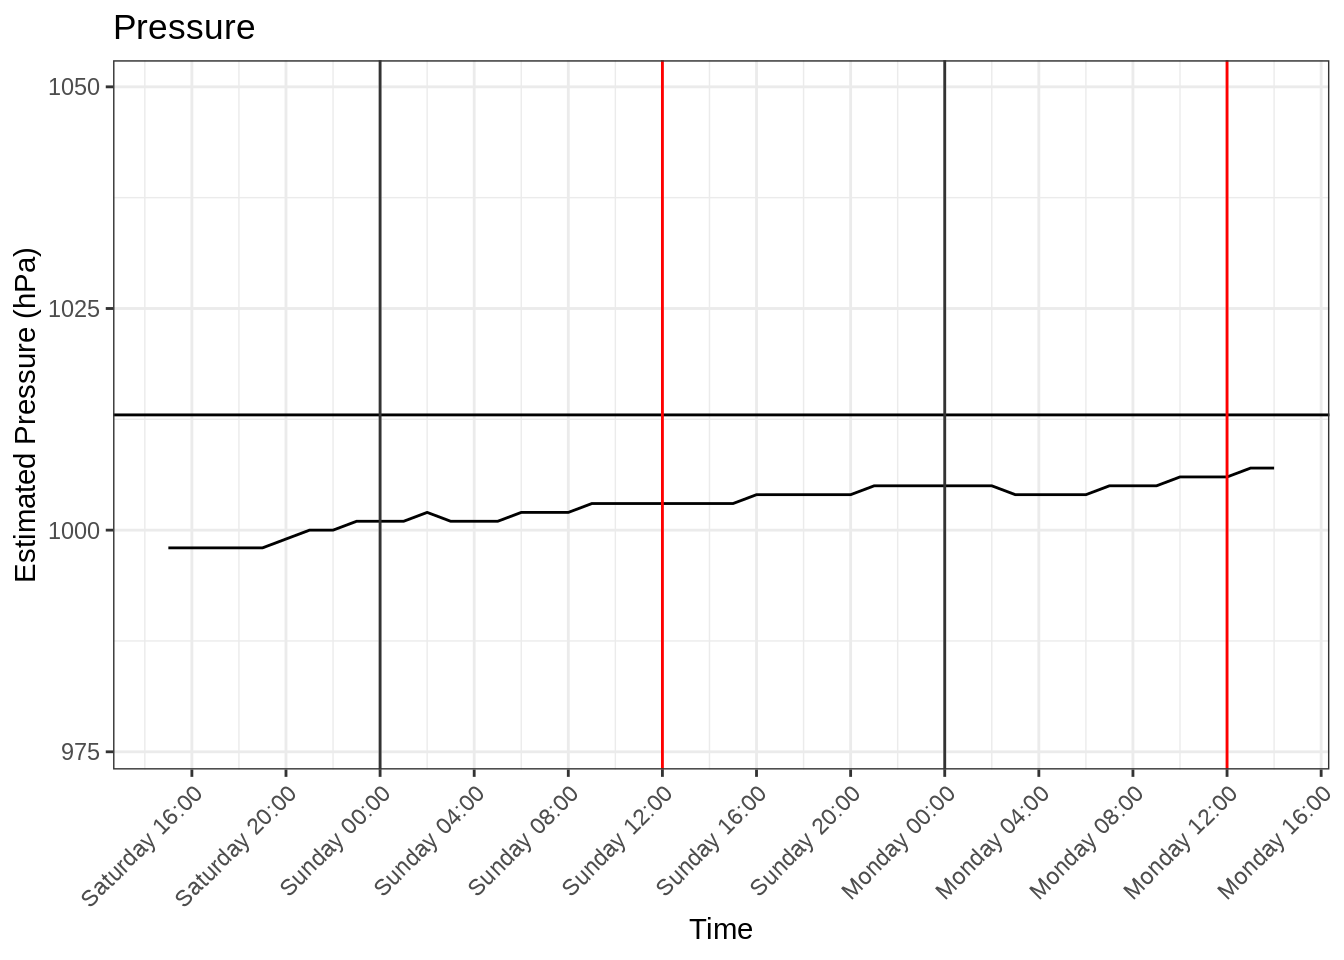 Pressure
Estimated Pressure (hPa)
1050
1025
1000
975
Saturday 16:00
Saturday 20:00
Sunday 00:00
Sunday 04:00
Sunday 08:00
Sunday 12:00
Sunday 16:00
Sunday 20:00
Monday 00:00
Monday 04:00
Monday 08:00
Monday 12:00
Monday 16:00
Time